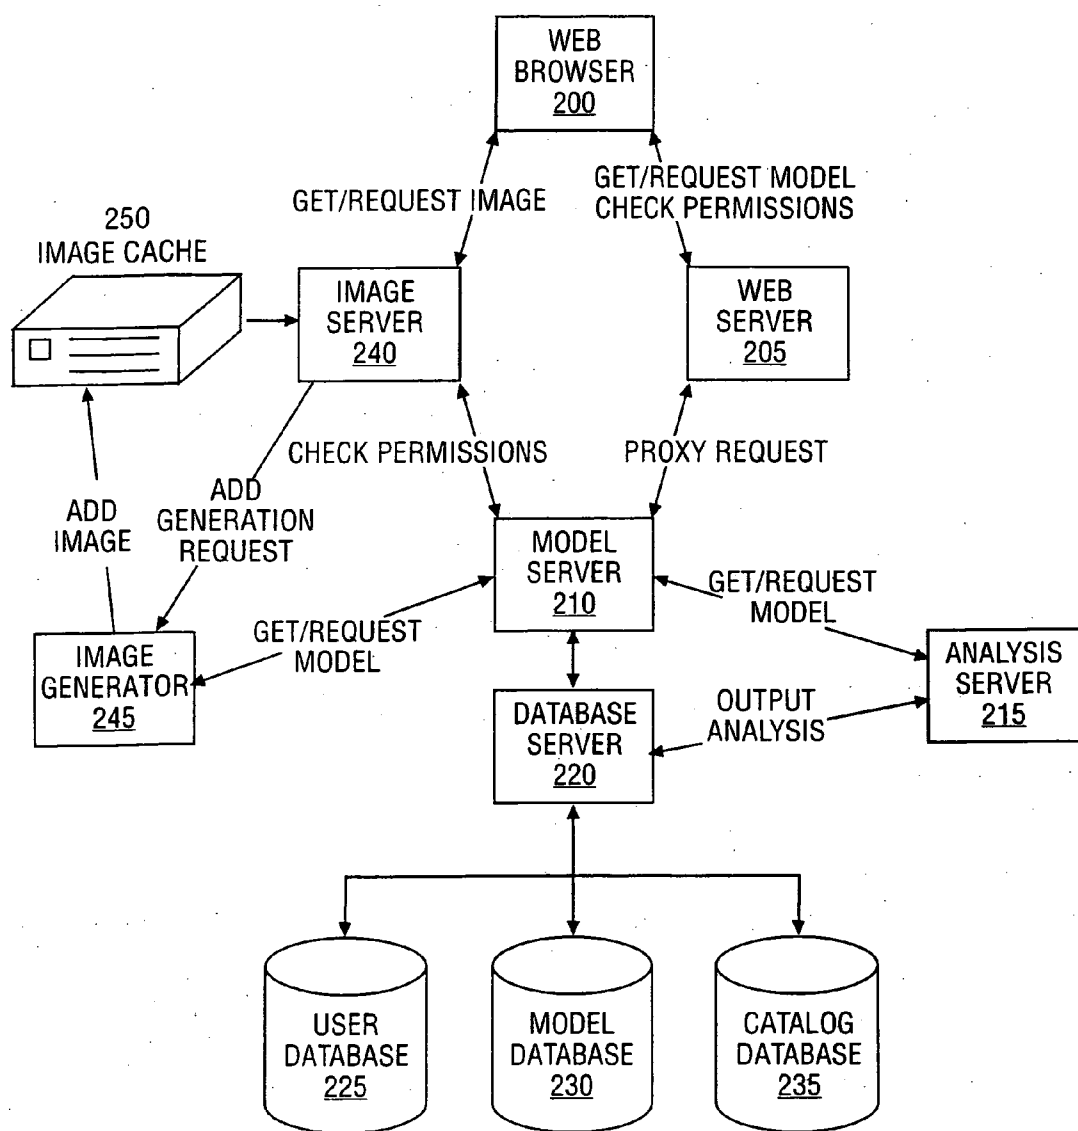 WEB
BROWSER
200
GET/REQUEST IMAGE
GET/REQUEST MODEL
CHECK PERMISSIONS
250
IMAGE CACHE
IMAGE
SERVER
240
WEB
SERVER
205
CHECK PERMISSIONS
PROXY REQUEST
ADD
IMAGE
ADD
GENERATION
REQUEST
MODEL
SERVER
210
GET/REQUEST
MODEL
GET/REQUEST
MODEL
IMAGE
GENERATOR
245
ANALYSIS
SERVER
215
DATABASE
SERVER
220
OUTPUT
ANALYSIS
USER
DATABASE
225
MODEL
DATABASE
230
CATALOG
DATABASE
235